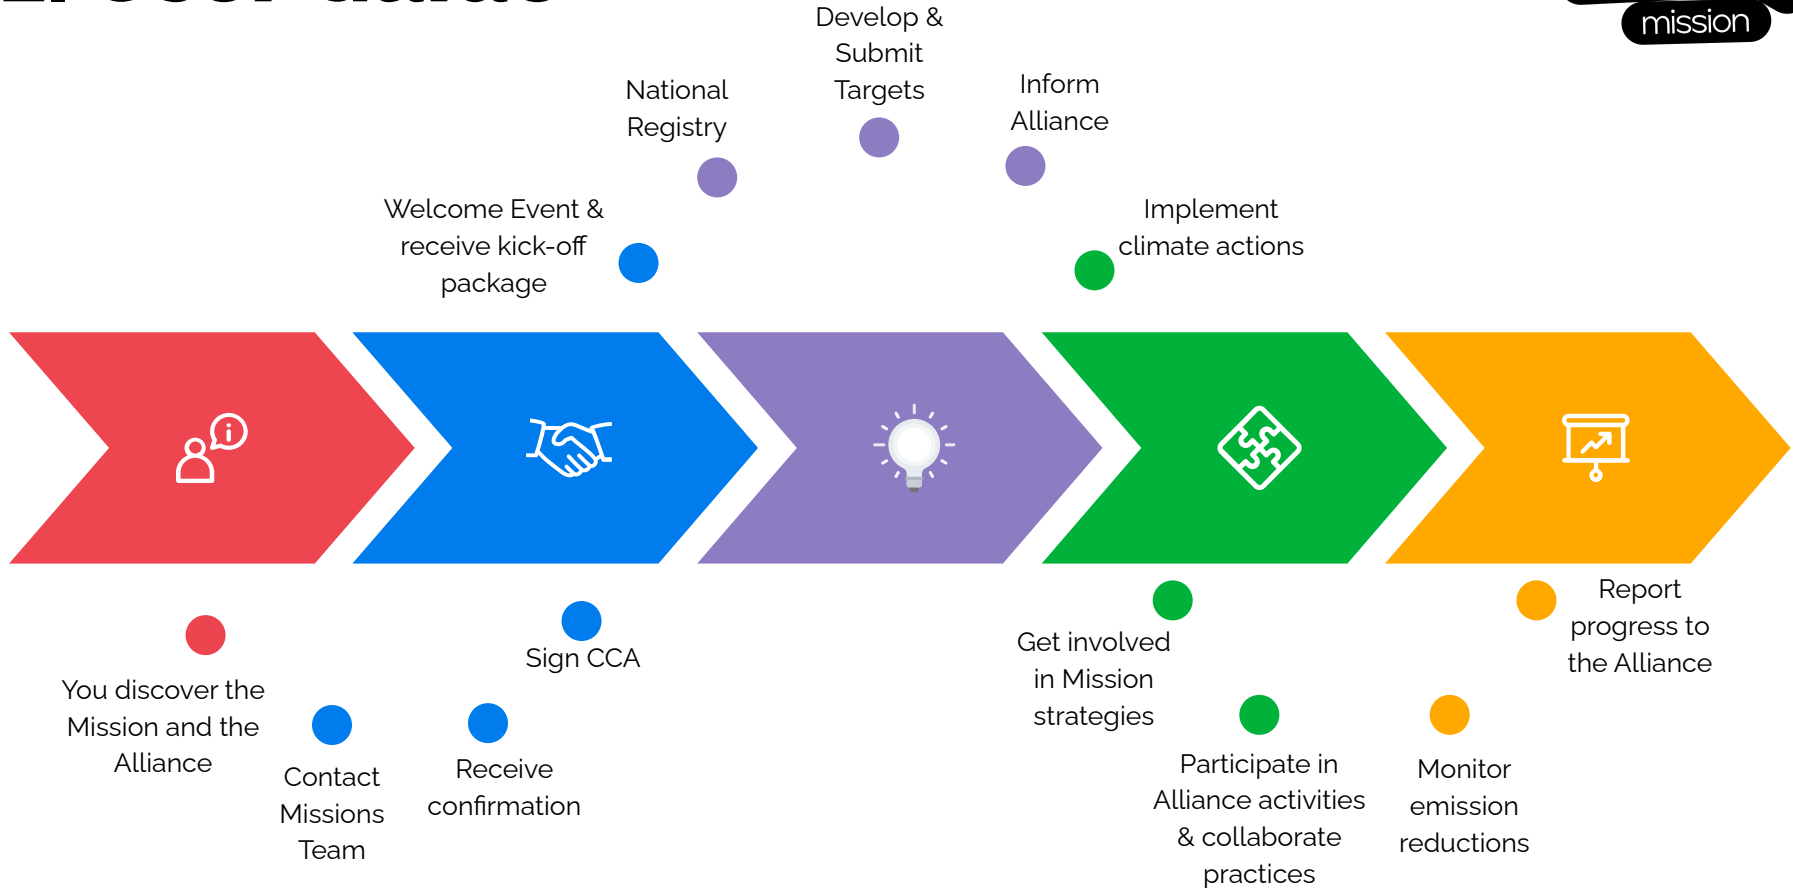 mission
Develop &
Submit
Targets
National
Registry
Inform
Alliance
Welcome Event &
receive kick-off
package
Implement
climate actions
You discover the
Mission and the
Alliance
Contact
Missions
Team
Receive
confirmation
Sign CCA
Get involved
in Mission
strategies
Participate in
Alliance activities
& collaborate
practices
Monitor
emission
reductions
Report
progress to
the Alliance